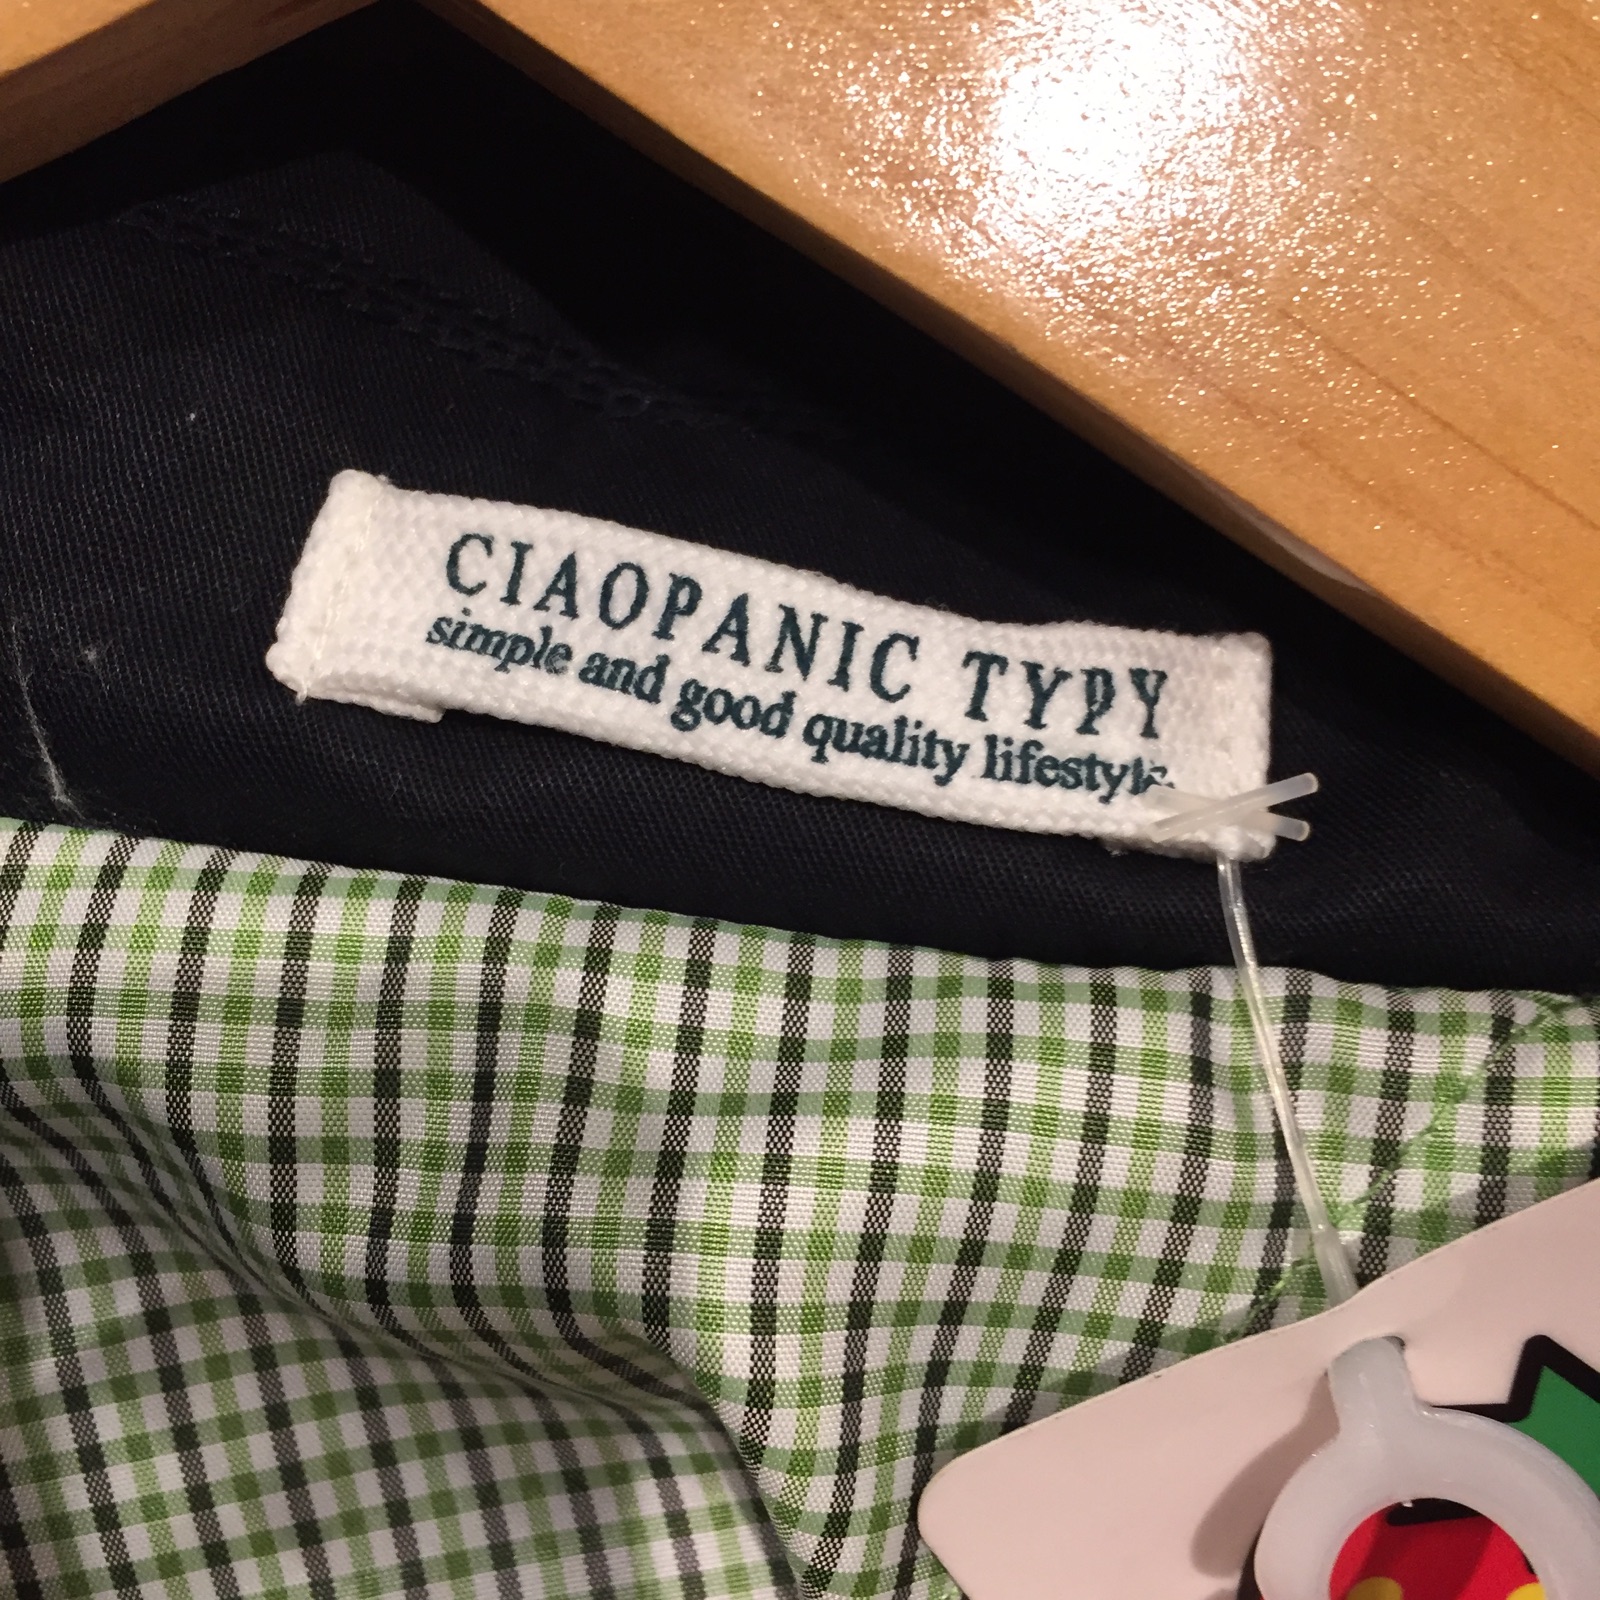 CIAOPANIC TYPY
simple and good quality lifestyle